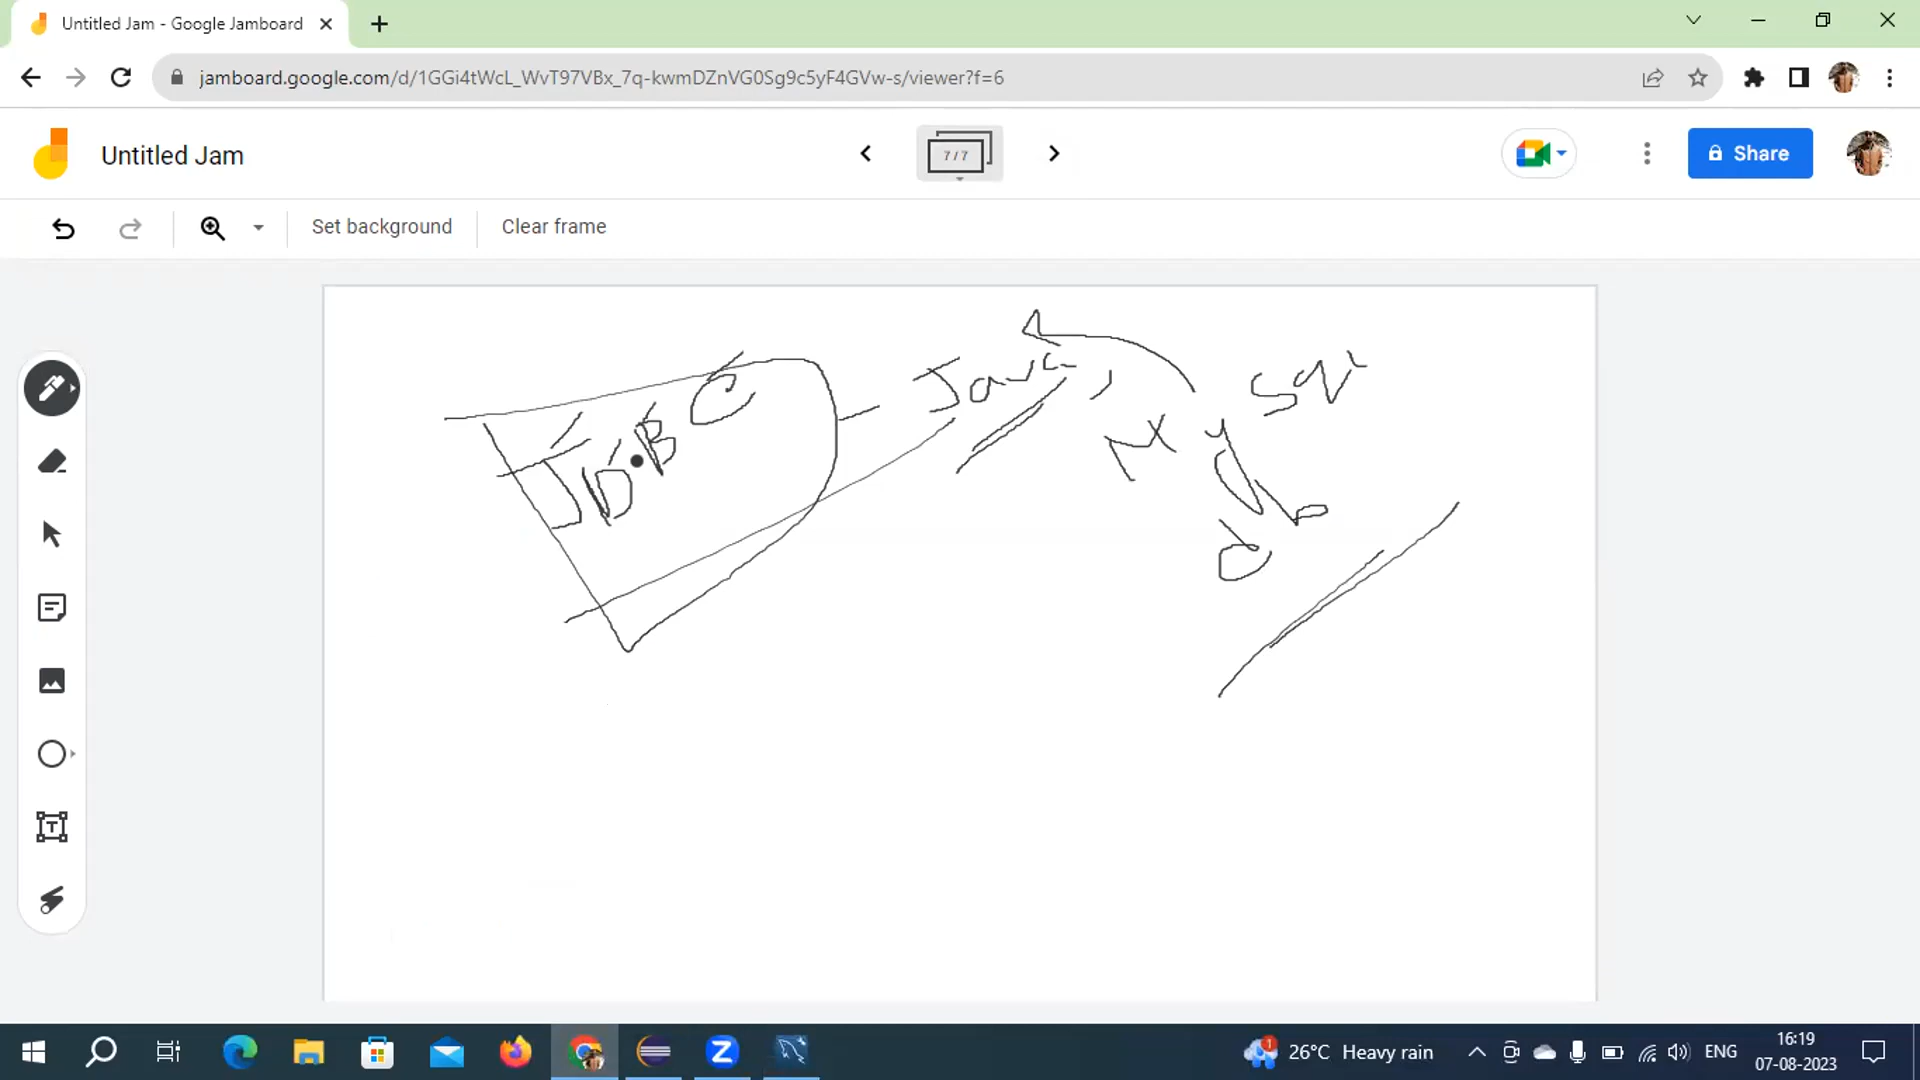 Untitled Jam - Google Jamboard
jamboard.google.com/d/1GGi4tWcL_WvT97VBx_7q-kwmDZnVG0Sg9c5yF4GVw-s/viewer?f=6
Untitled Jam
7 / 7
Share
Set background
Clear frame
JDBC
Java,
My
SQL
26°C Heavy rain
ENG
16:19
07-08-2023